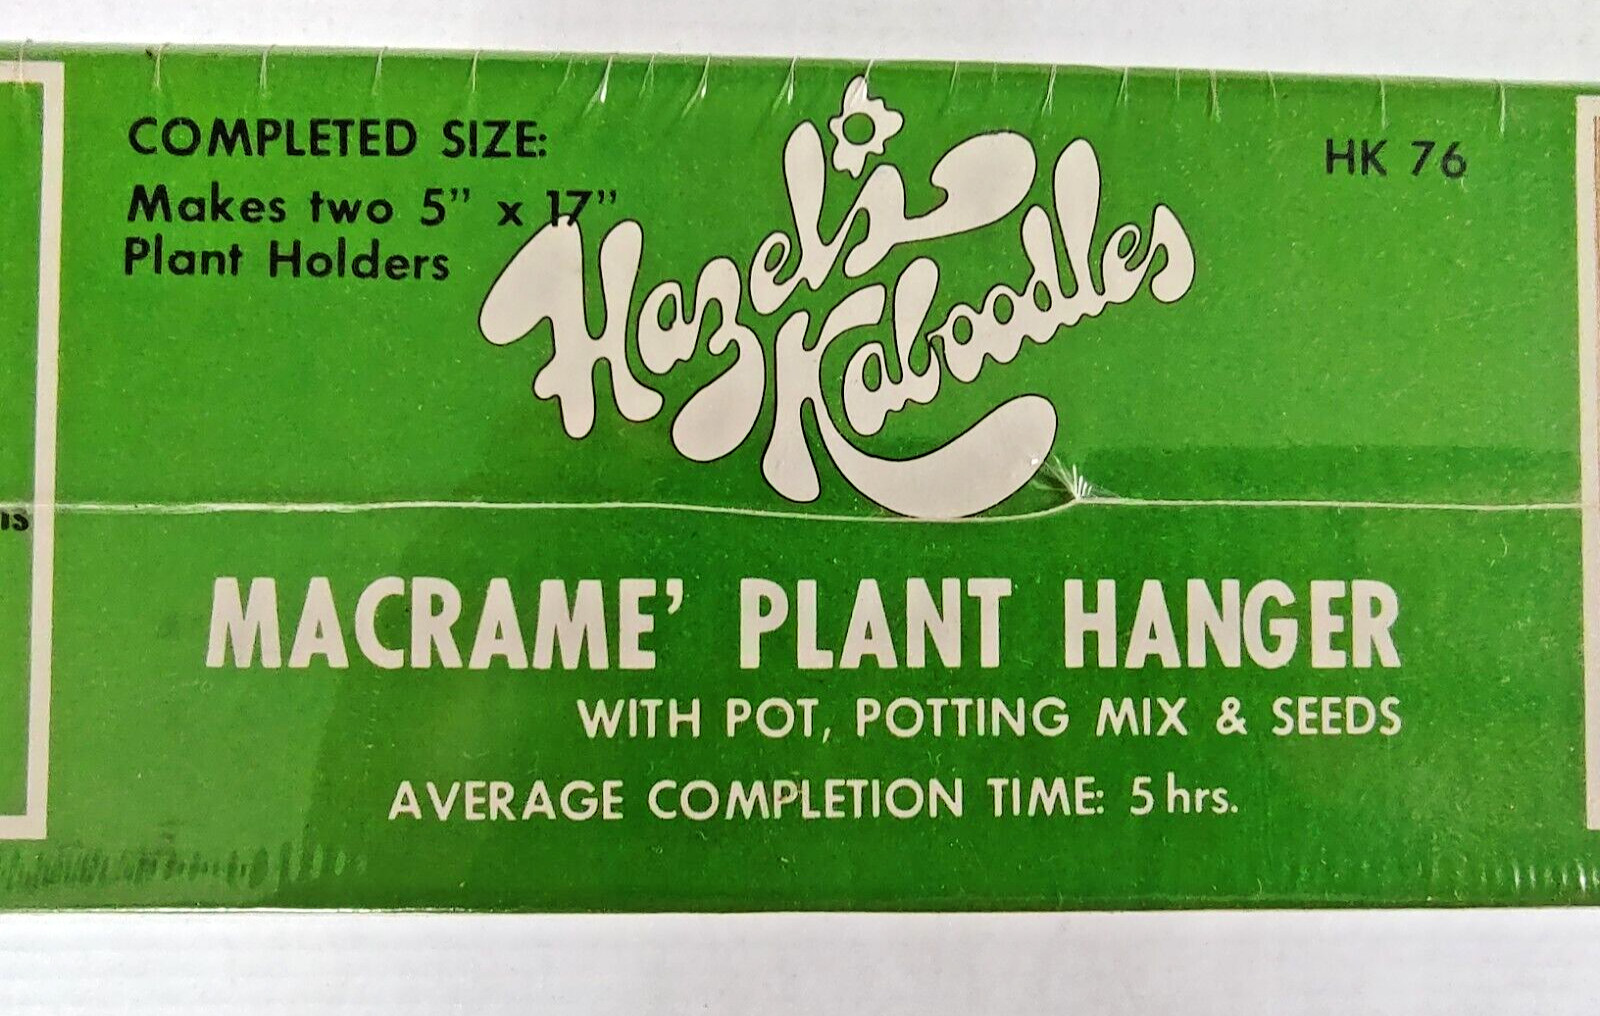 COMPLETED SIZE:
Makes two 5" x 17"
Plant Holders
Hazel's
Kaboodles
HK 76
MACRAME' PLANT HANGER
WITH POT, POTTING MIX & SEEDS
AVERAGE COMPLETION TIME: 5 hrs.